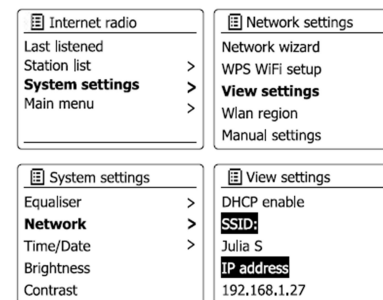 Internet radio
Last listened
Station list >
System settings >
Main menu >
Network settings
Network wizard
WPS WiFi setup
View settings
Wlan region
Manual settings
System settings
Equaliser >
Network >
Time/Date >
Brightness
Contrast
View settings
DHCP enable
SSID:
Julia S
IP address
192.168.1.27